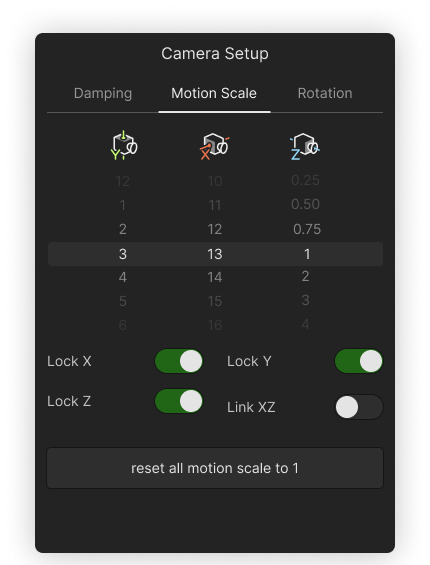 Camera Setup
Damping Motion Scale Rotation
Y X Z
12 10 0.25
1 11 0.50
2 12 0.75
3 13 1
4 14 2
5 15 3
6 16 4
Lock X Lock Y
Lock Z Link XZ
reset all motion scale to 1